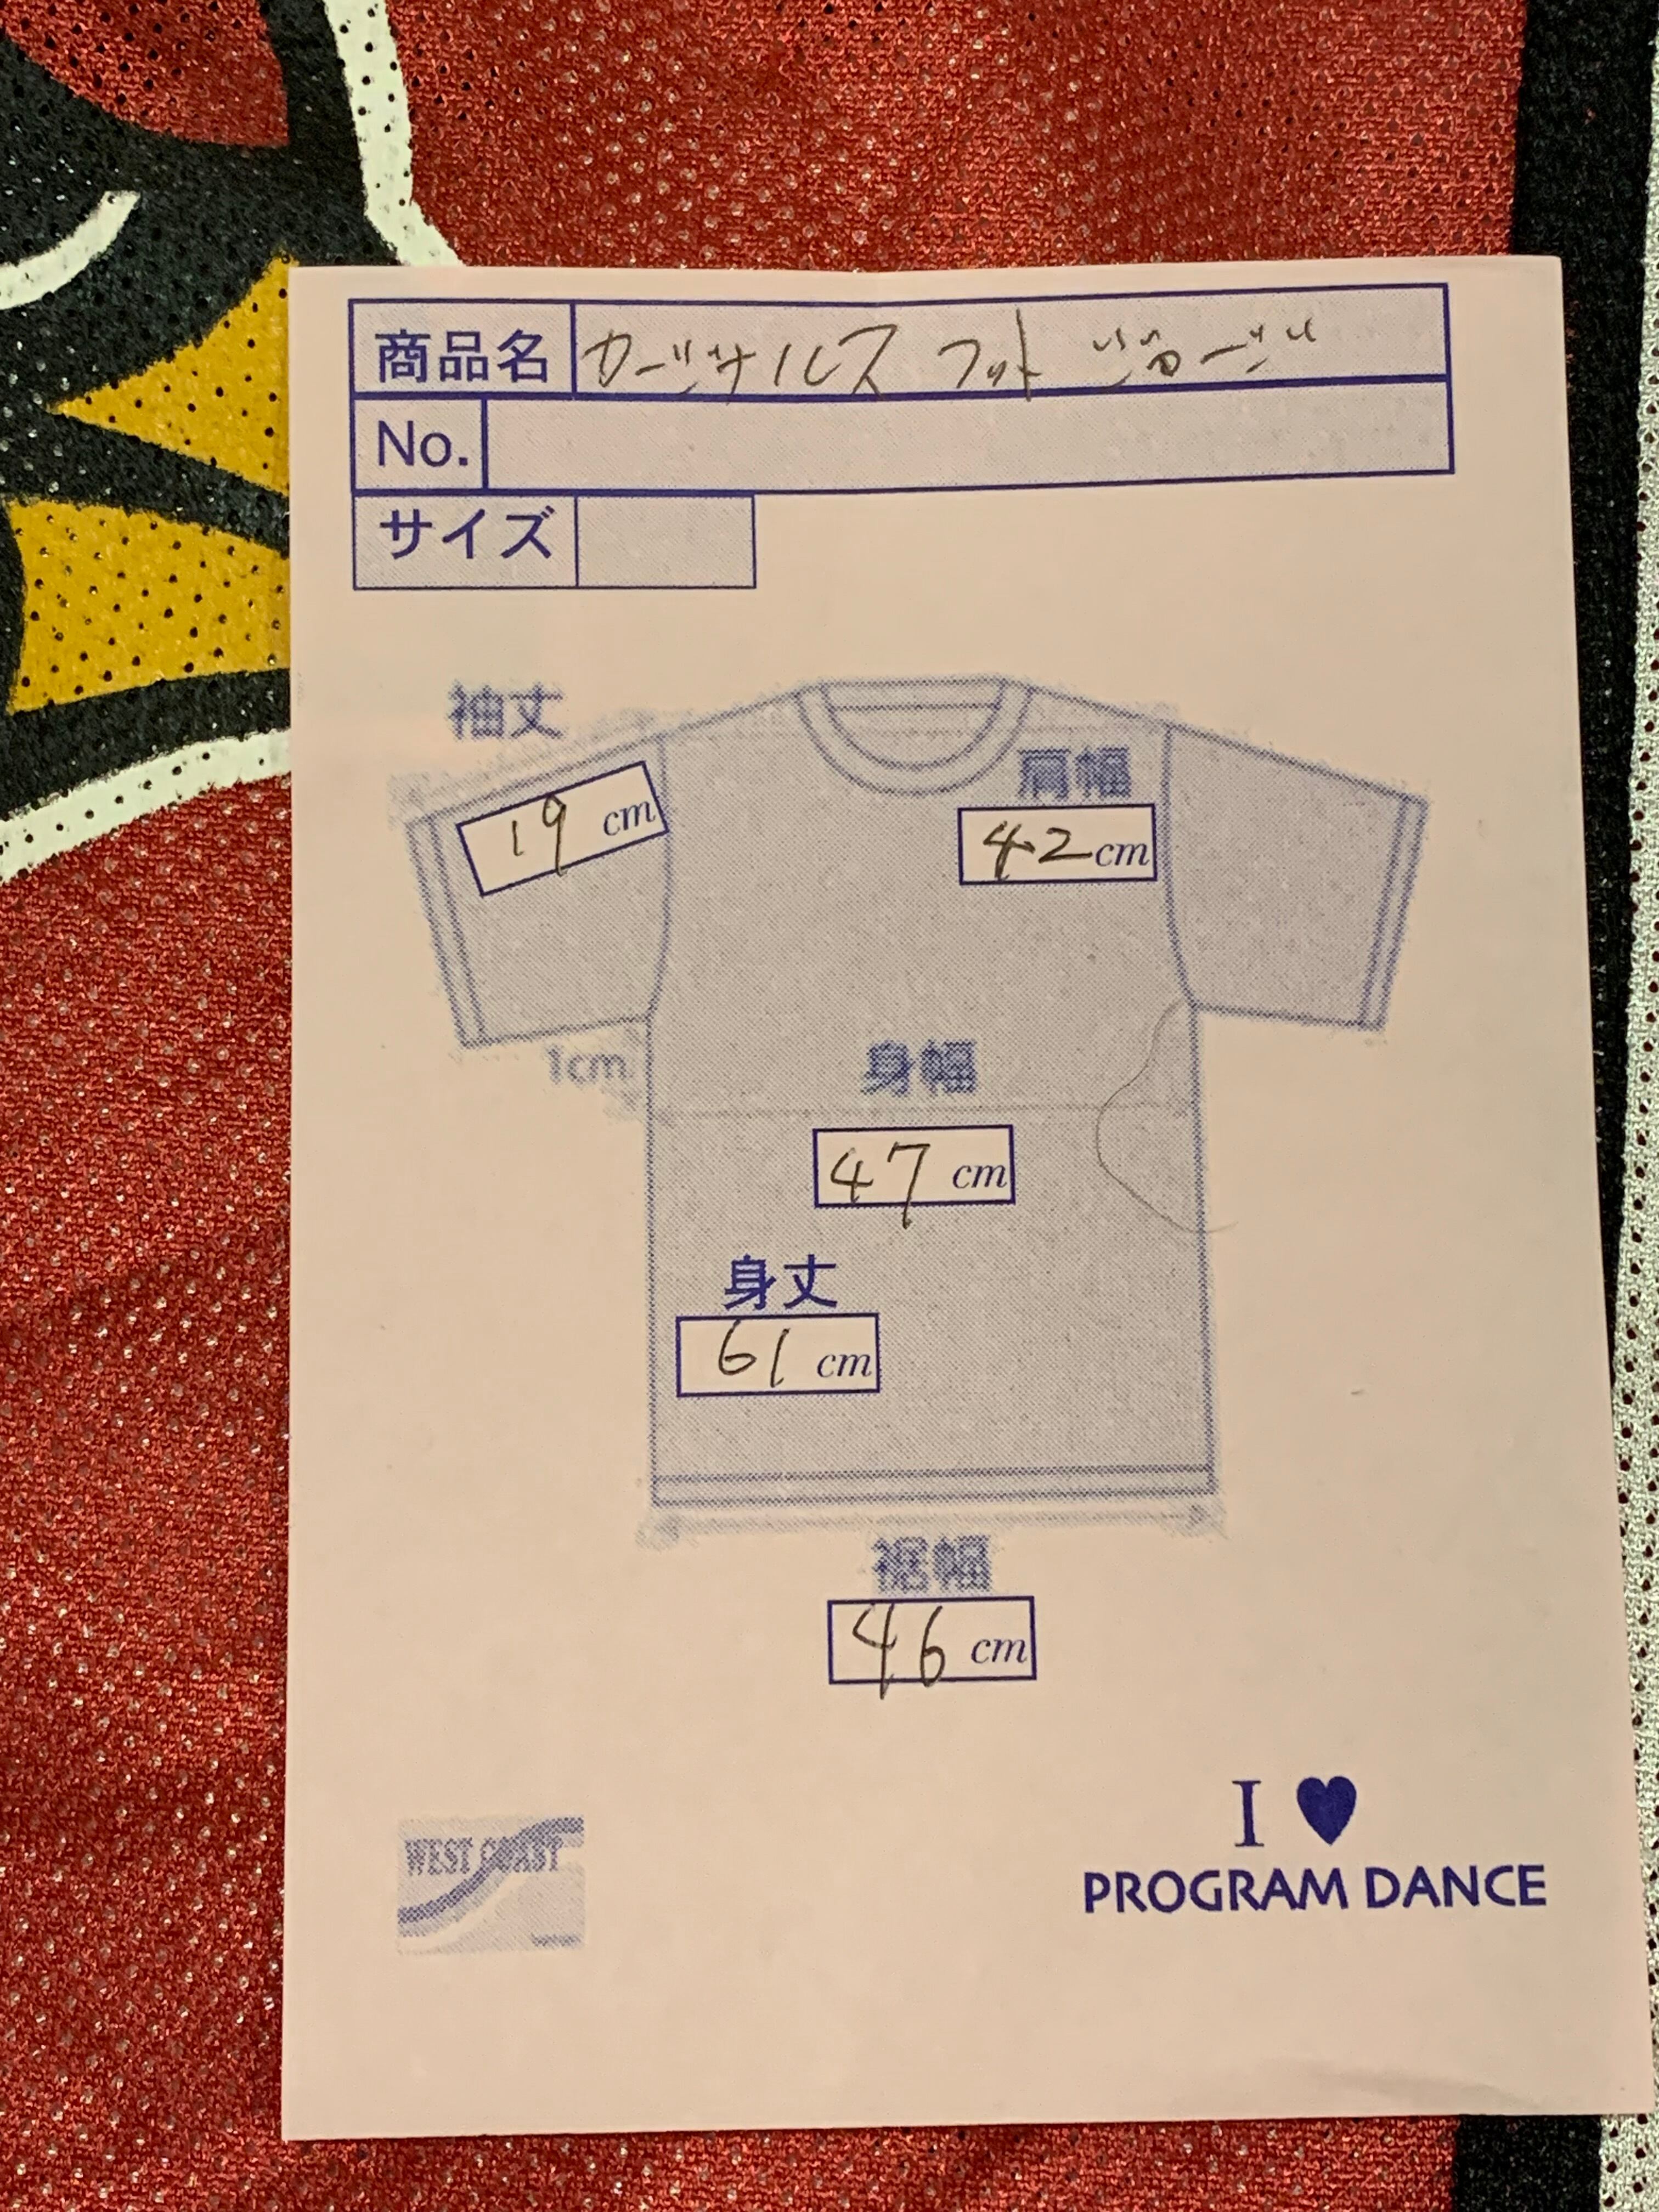 商品名 カージナルス フット ジャージ
No.
サイズ
袖丈
19 cm
肩幅
42 cm
1cm
身幅
47 cm
身丈
61 cm
裾幅
46 cm
WEST COAST
I ♥
PROGRAM DANCE